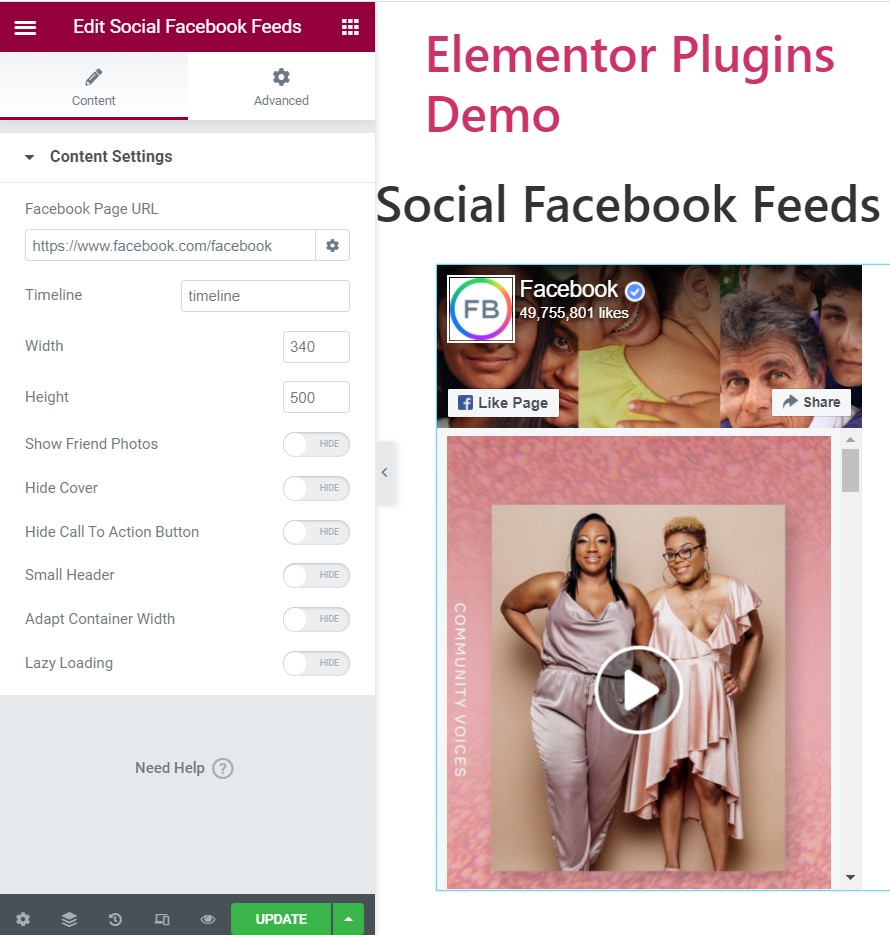 Edit Social Facebook Feeds
Content
Advanced
Content Settings
Facebook Page URL
https://www.facebook.com/facebook
Timeline
timeline
Width
340
Height
500
Show Friend Photos
HIDE
Hide Cover
HIDE
Hide Call To Action Button
HIDE
Small Header
HIDE
Adapt Container Width
HIDE
Lazy Loading
HIDE
Need Help ?
UPDATE
Elementor Plugins
Demo
Social Facebook Feeds
FB
Facebook
49,755,801 likes
Like Page
Share
COMMUNITY VOICES